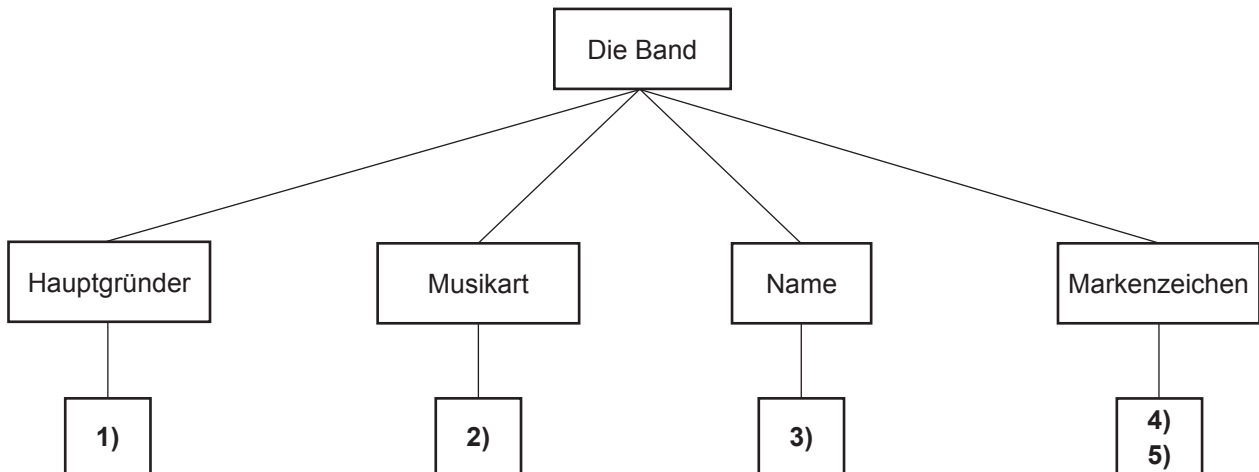 Die Band
Hauptgründer
Musikart
Name
Markenzeichen
1)
2)
3)
4)
5)